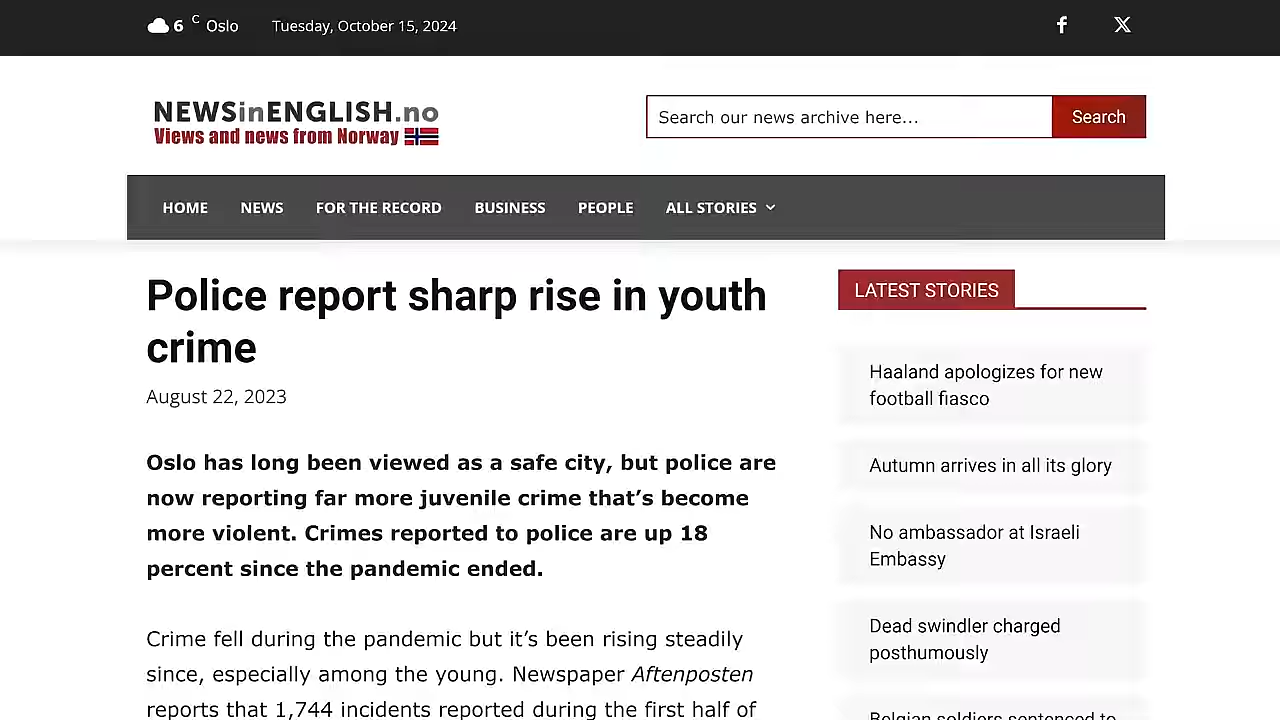 6 C Oslo Tuesday, October 15, 2024
NEWSinENGLISH.no
Views and news from Norway
Search our news archive here...
Search
HOME NEWS FOR THE RECORD BUSINESS PEOPLE ALL STORIES
Police report sharp rise in youth
crime
August 22, 2023
Oslo has long been viewed as a safe city, but police are
now reporting far more juvenile crime that’s become
more violent. Crimes reported to police are up 18
percent since the pandemic ended.
Crime fell during the pandemic but it’s been rising steadily
since, especially among the young. Newspaper Aftenposten
reports that 1,744 incidents reported during the first half of
LATEST STORIES
Haaland apologizes for new
football fiasco
Autumn arrives in all its glory
No ambassador at Israeli
Embassy
Dead swindler charged
posthumously
Belgian soldiers sentenced to